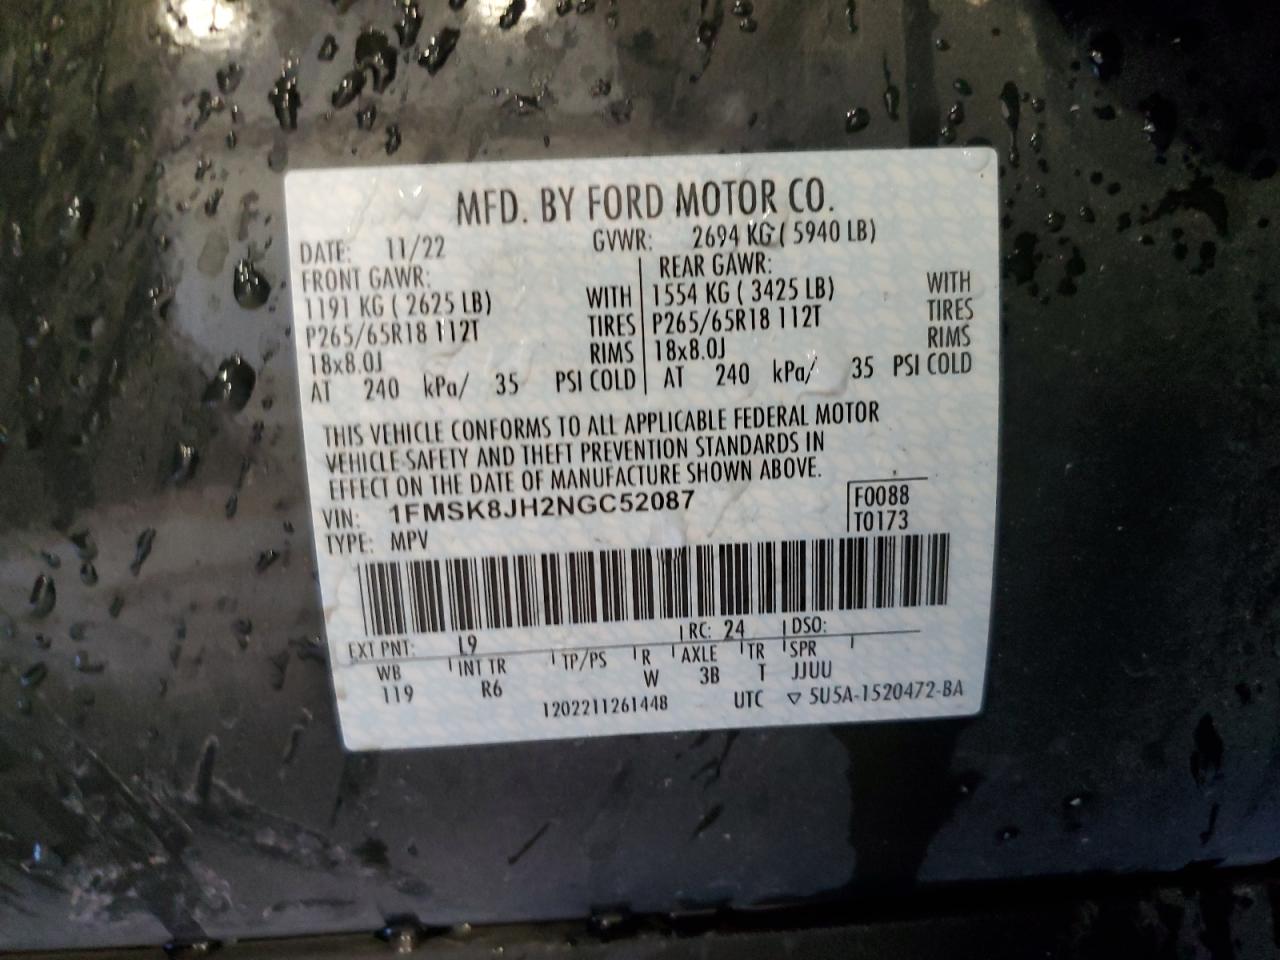 MFD. BY FORD MOTOR CO.
DATE: 11/22 GVWR: 2694 KG ( 5940 LB)
FRONT GAWR: REAR GAWR:
1191 KG ( 2625 LB) WITH 1554 KG ( 3425 LB) WITH
P265/65R18 112T TIRES P265/65R18 112T TIRES
18x8.0J RIMS 18x8.0J RIMS
AT 240 kPa/ 35 PSI COLD AT 240 kPa/ 35 PSI COLD
THIS VEHICLE CONFORMS TO ALL APPLICABLE FEDERAL MOTOR
VEHICLE SAFETY AND THEFT PREVENTION STANDARDS IN
EFFECT ON THE DATE OF MANUFACTURE SHOWN ABOVE.
VIN: 1FMSK8JH2NGC52087 F0088
TYPE: MPV T0173
EXT PNT: L9 RC: 24 DSO:
WB INT TR TP/PS R AXLE TR SPR
119 R6 W 3B T JJUU
1202211261448 UTC ▽ 5U5A-1520472-BA